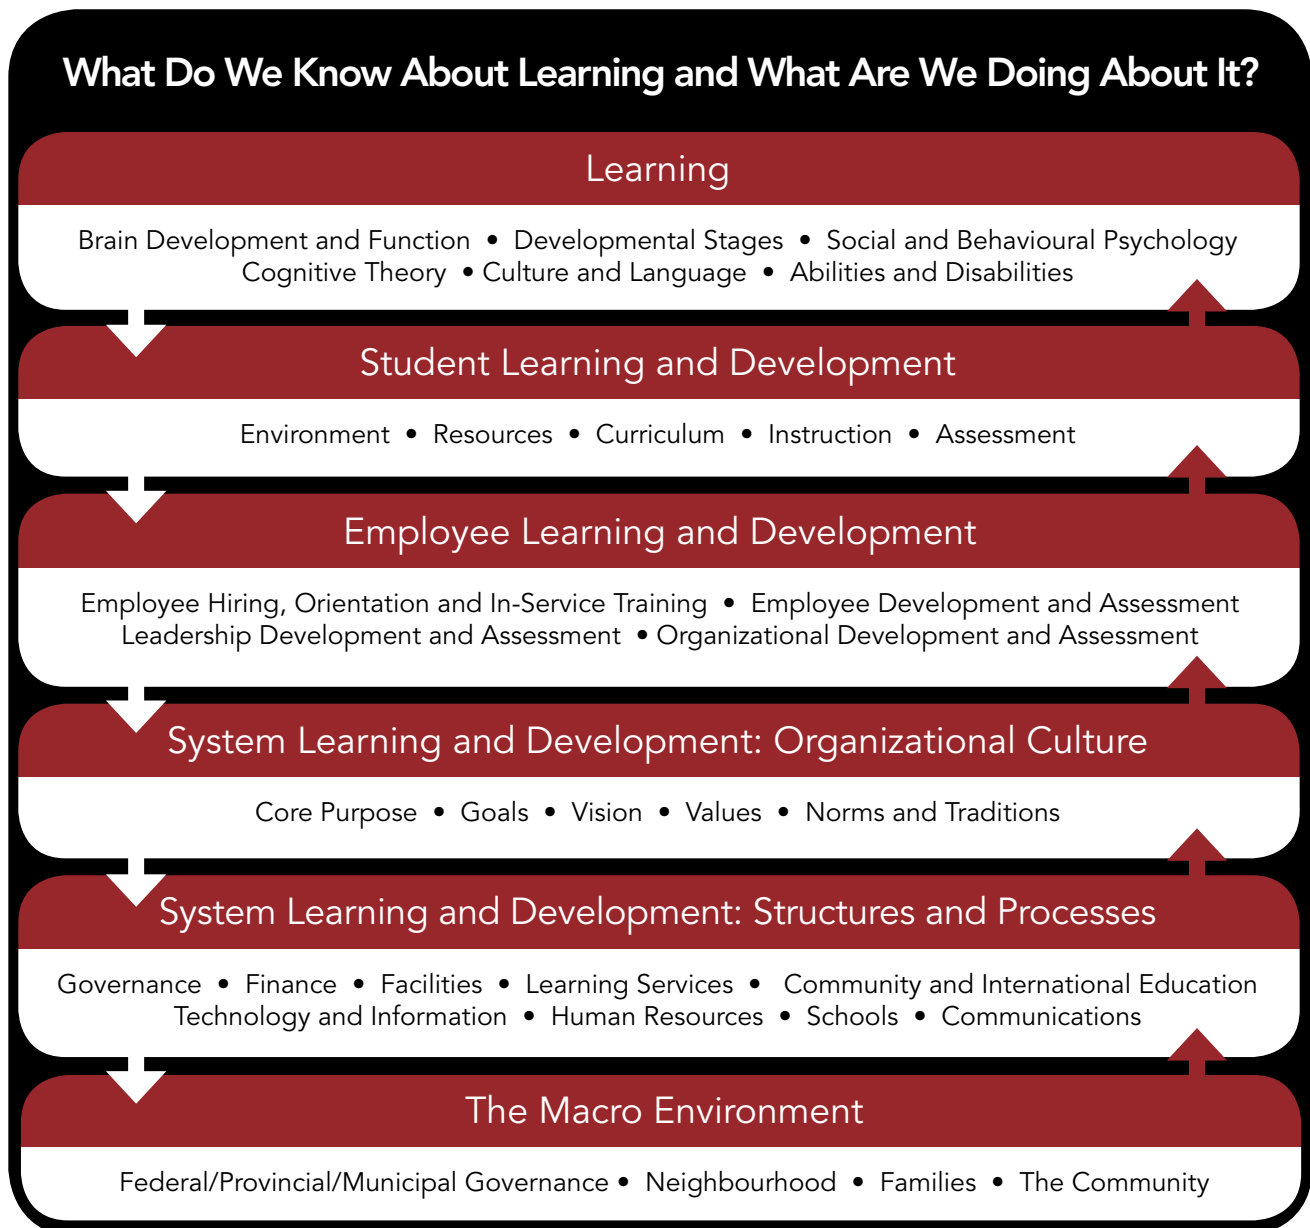 What Do We Know About Learning and What Are We Doing About It?
Learning
Brain Development and Function • Developmental Stages • Social and Behavioural Psychology
Cognitive Theory • Culture and Language • Abilities and Disabilities
Student Learning and Development
Environment • Resources • Curriculum • Instruction • Assessment
Employee Learning and Development
Employee Hiring, Orientation and In-Service Training • Employee Development and Assessment
Leadership Development and Assessment • Organizational Development and Assessment
System Learning and Development: Organizational Culture
Core Purpose • Goals • Vision • Values • Norms and Traditions
System Learning and Development: Structures and Processes
Governance • Finance • Facilities • Learning Services • Community and International Education
Technology and Information • Human Resources • Schools • Communications
The Macro Environment
Federal/Provincial/Municipal Governance • Neighbourhood • Families • The Community